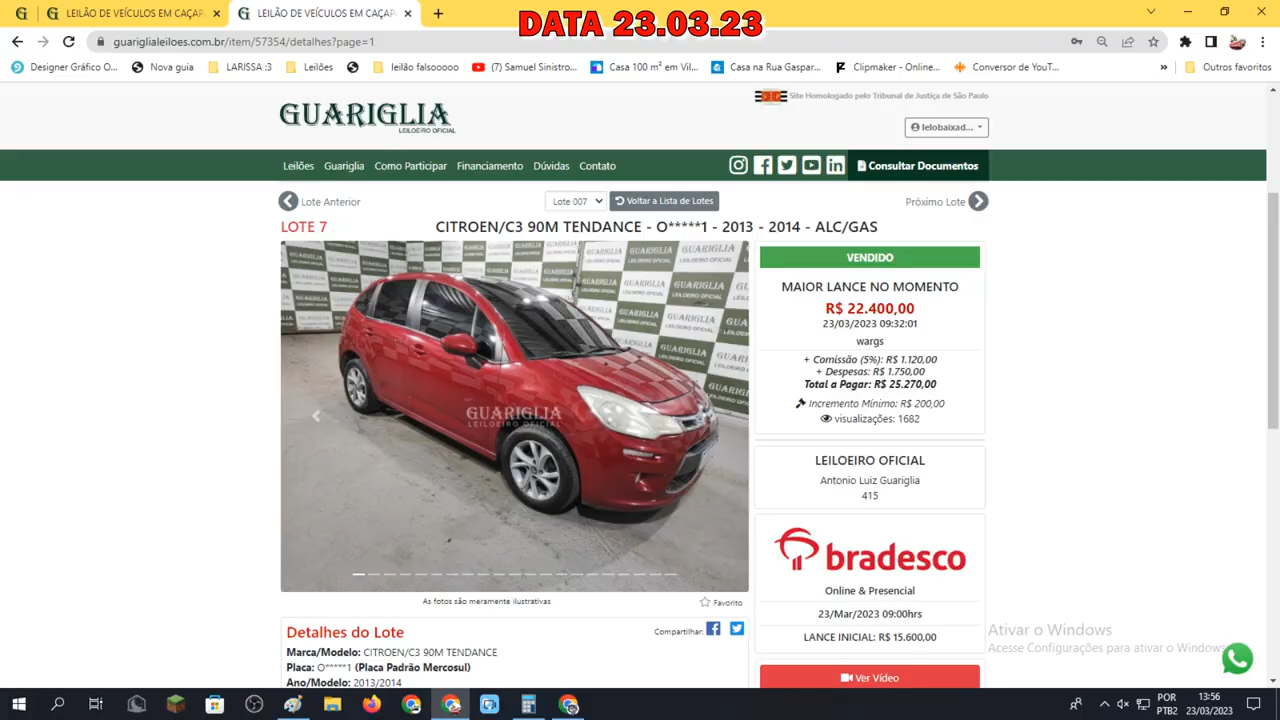 LEILÃO DE VEÍCULOS EM CAÇAPA
LEILÃO DE VEÍCULOS EM CAÇAPA
DATA 23.03.23
guariglialeiloes.com.br/item/57354/detalhes?page=1
Designer Gráfico O...
Nova guia
LARISSA :3
Leilões
leilão falsooooo
(7) Samuel Sinistro...
Casa 100 m² em Vil...
Casa na Rua Gaspar...
Clipmaker - Online...
Conversor de YouT...
»
Outros favoritos
GUARIGLIA
LEILOEIRO OFICIAL
Site Homologado pelo Tribunal de Justiça de São Paulo
lelobaixad...
Leilões
Guariglia
Como Participar
Financiamento
Dúvidas
Contato
Consultar Documentos
Lote Anterior
Lote 007
Voltar a Lista de Lotes
Próximo Lote
LOTE 7
CITROEN/C3 90M TENDANCE - O*****1 - 2013 - 2014 - ALC/GAS
GUARIGLIA
LEILOEIRO OFICIAL
As fotos são meramente ilustrativas
Favorito
VENDIDO
MAIOR LANCE NO MOMENTO
R$ 22.400,00
23/03/2023 09:32:01
wargs
+ Comissão (5%): R$ 1.120,00
+ Despesas: R$ 1.750,00
Total a Pagar: R$ 25.270,00
Incremento Mínimo: R$ 200,00
visualizações: 1682
LEILOEIRO OFICIAL
Antonio Luiz Guariglia
415
bradesco
Online & Presencial
23/Mar/2023 09:00hrs
LANCE INICIAL: R$ 15.600,00
Ver Vídeo
Detalhes do Lote
Compartilhar:
Marca/Modelo: CITROEN/C3 90M TENDANCE
Placa: O*****1 (Placa Padrão Mercosul)
Ano/Modelo: 2013/2014
Ativar o Windows
Acesse Configurações para ativar o Windows.
POR
PTB2
13:56
23/03/2023